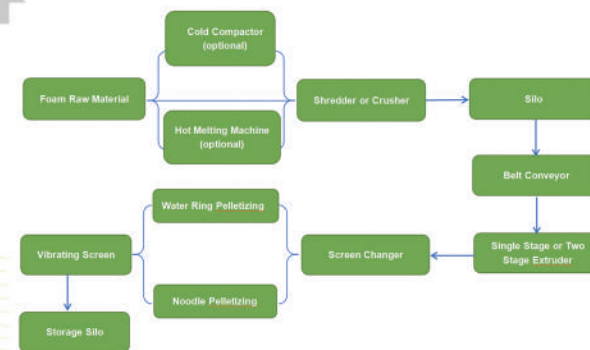 Cold Compactor
(optional)
Foam Raw Material
Shredder or Crusher
Silo
Hot Melting Machine
(optional)
Belt Conveyor
Water Ring Pelletizing
Vibrating Screen
Screen Changer
Single Stage or Two
Stage Extruder
Noodle Pelletizing
Storage Silo